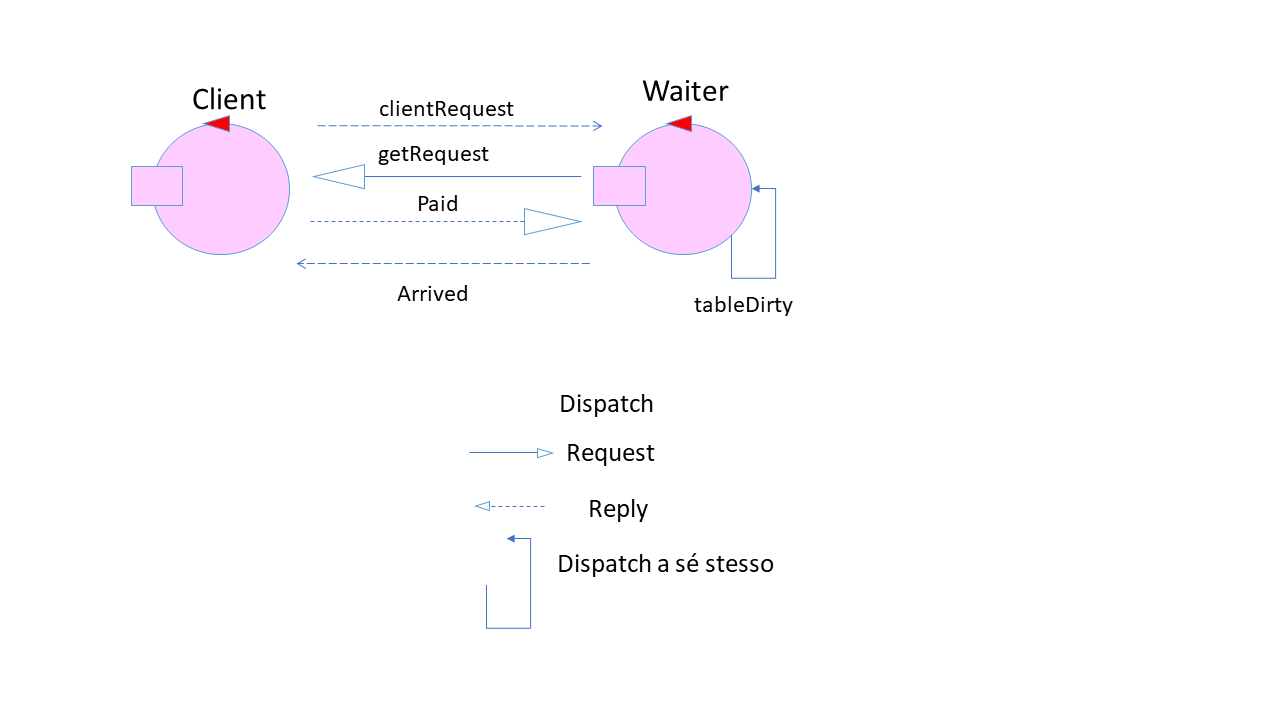 Client
Waiter
clientRequest
getRequest
Paid
Arrived
tableDirty
Dispatch
Request
Reply
Dispatch a sé stesso